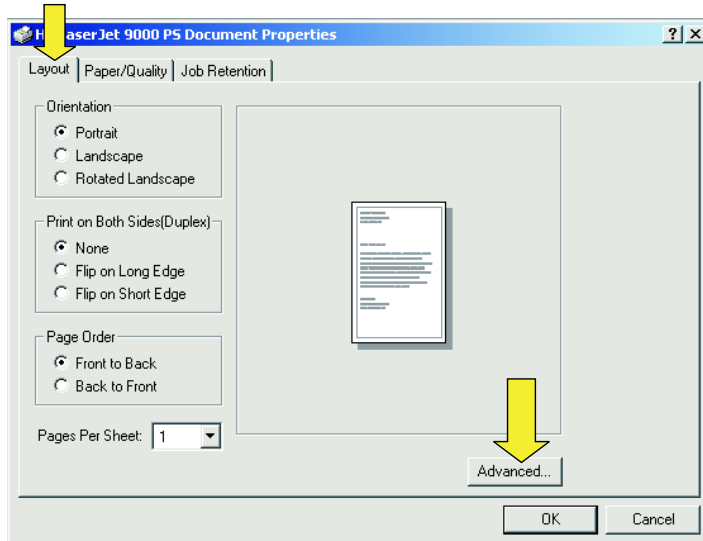 H aserJet 9000 PS Document Properties
Layout Paper/Quality Job Retention
Orientation
Portrait
Landscape
Rotated Landscape
Print on Both Sides(Duplex)
None
Flip on Long Edge
Flip on Short Edge
Page Order
Front to Back
Back to Front
Pages Per Sheet: 1
Advanced...
OK Cancel